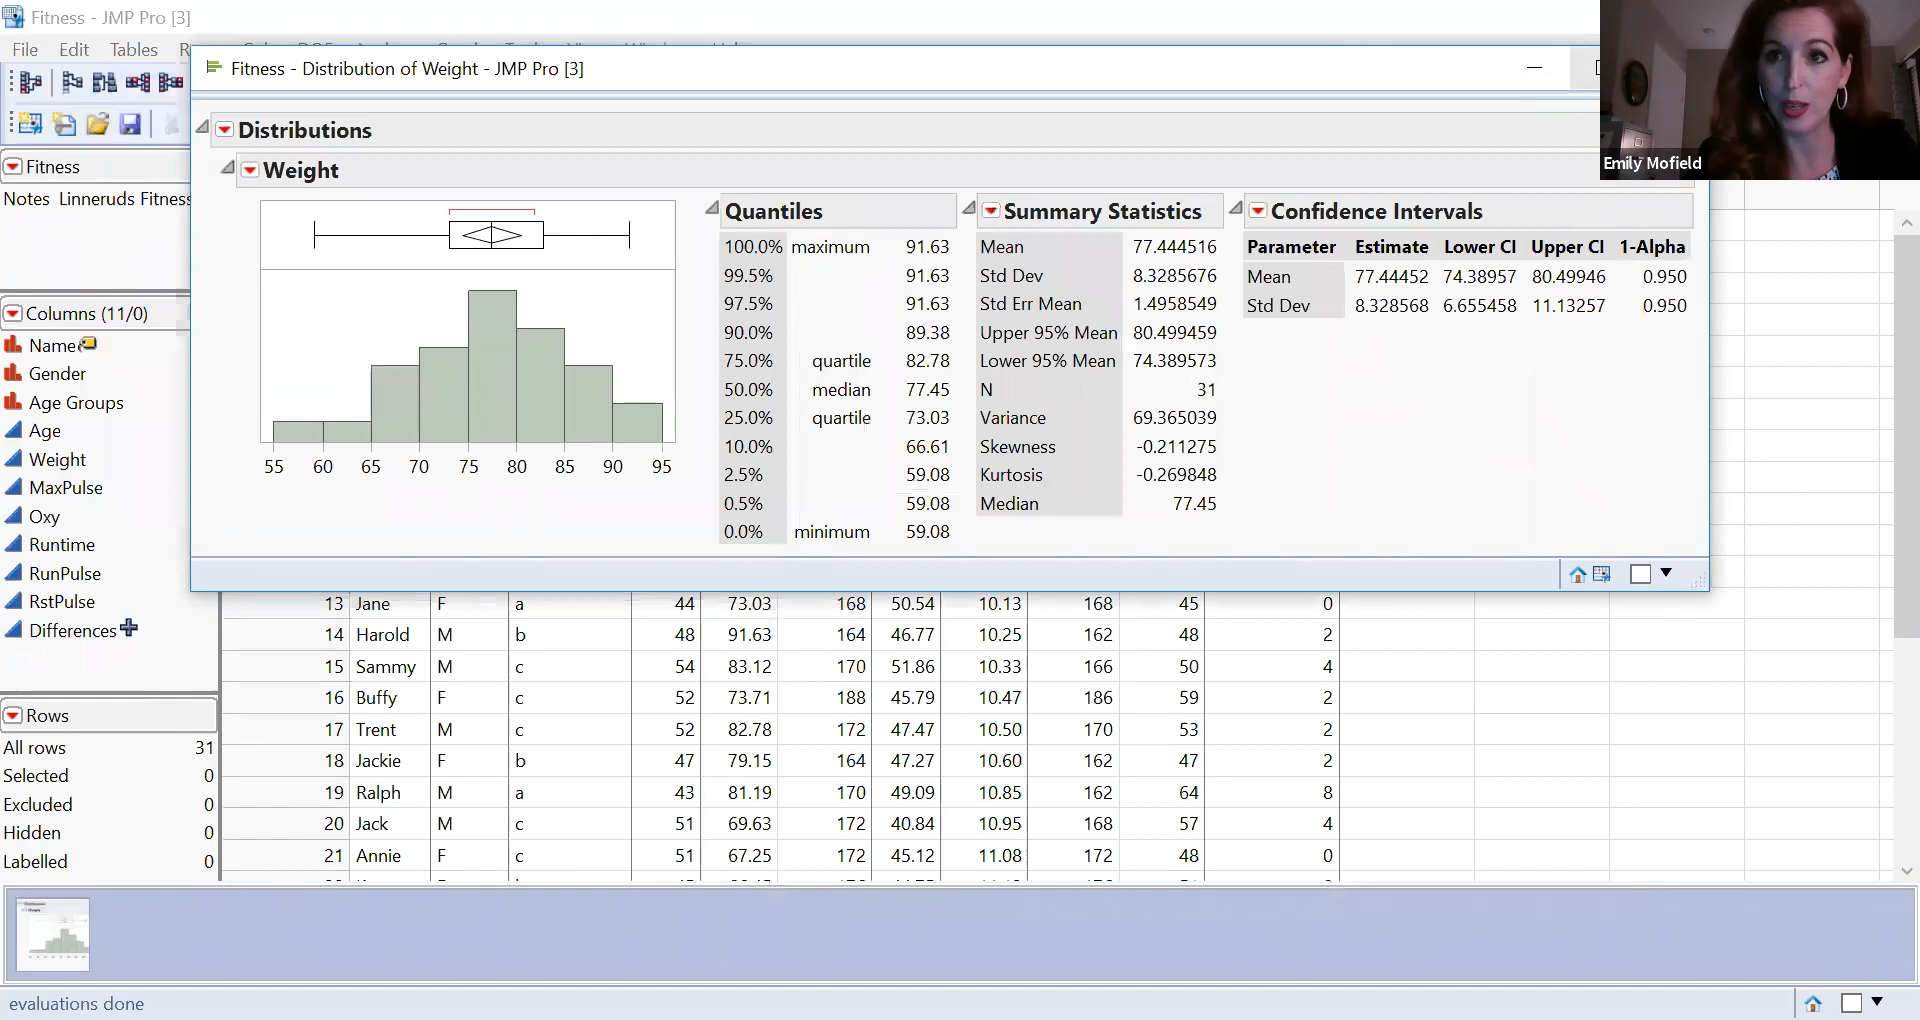 Fitness - JMP Pro [3]
File Edit Tables
Fitness - Distribution of Weight - JMP Pro [3]
Emily Mofield
Distributions
Weight
Fitness
Notes Linneruds Fitness
Columns (11/0)
Name
Gender
Age Groups
Age
Weight
MaxPulse
Oxy
Runtime
RunPulse
RstPulse
Differences
Rows
All rows 31
Selected 0
Excluded 0
Hidden 0
Labelled 0
55 60 65 70 75 80 85 90 95
Quantiles
100.0% maximum 91.63
99.5% 91.63
97.5% 91.63
90.0% 89.38
75.0% quartile 82.78
50.0% median 77.45
25.0% quartile 73.03
10.0% 66.61
2.5% 59.08
0.5% 59.08
0.0% minimum 59.08
Summary Statistics
Mean 77.444516
Std Dev 8.3285676
Std Err Mean 1.4958549
Upper 95% Mean 80.499459
Lower 95% Mean 74.389573
N 31
Variance 69.365039
Skewness -0.211275
Kurtosis -0.269848
Median 77.45
Confidence Intervals
Parameter Estimate Lower CI Upper CI 1-Alpha
Mean 77.44452 74.38957 80.49946 0.950
Std Dev 8.328568 6.655458 11.13257 0.950
13 Jane F a 44 73.03 168 50.54 10.13 168 45 0
14 Harold M b 48 91.63 164 46.77 10.25 162 48 2
15 Sammy M c 54 83.12 170 51.86 10.33 166 50 4
16 Buffy F c 52 73.71 188 45.79 10.47 186 59 2
17 Trent M c 52 82.78 172 47.47 10.50 170 53 2
18 Jackie F b 47 79.15 164 47.27 10.60 162 47 2
19 Ralph M a 43 81.19 170 49.09 10.85 162 64 8
20 Jack M c 51 69.63 172 40.84 10.95 168 57 4
21 Annie F c 51 67.25 172 45.12 11.08 172 48 0
evaluations done